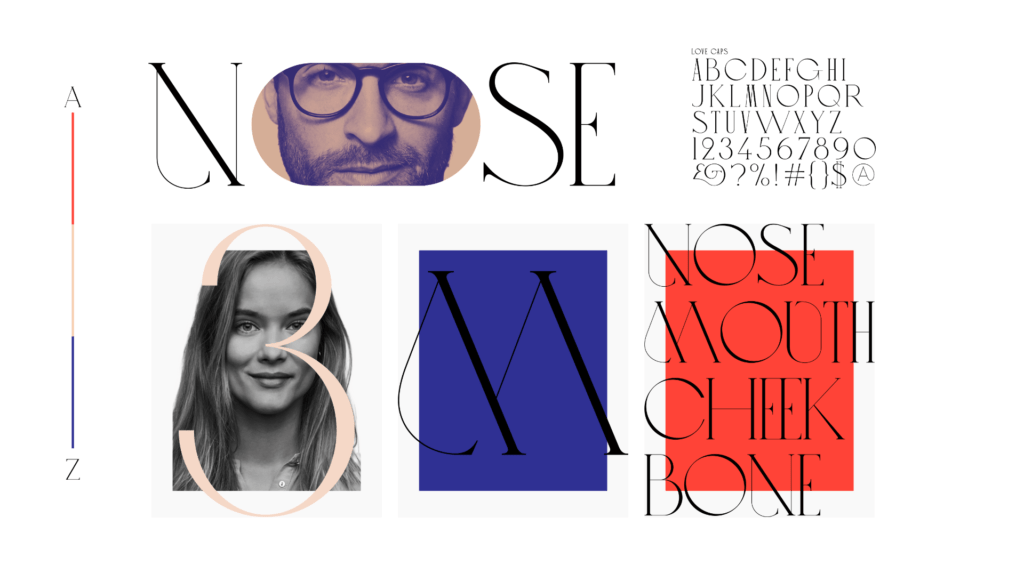 A
Z
NOSE
LOVE CAPS
ABCDEFGHI
JKLMNOPQR
STUVWXYZ
1234567890
&?%!#{}$@
3
M
NOSE
MOUTH
CHEEK
BONE